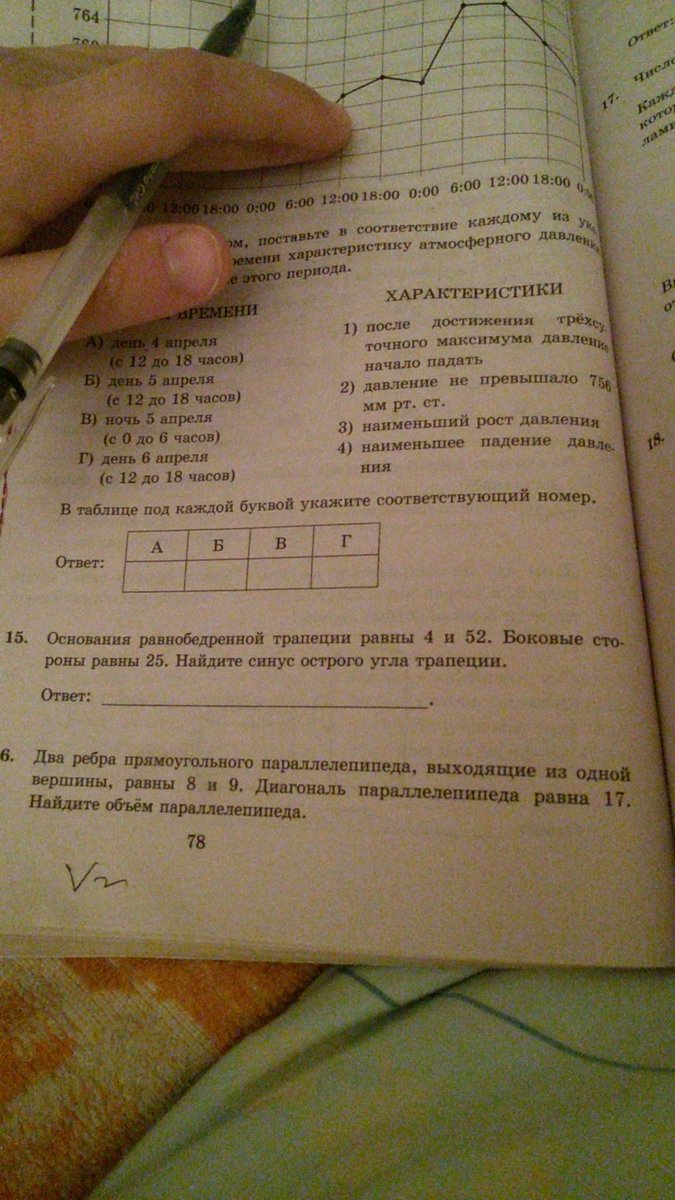 764
Ответ:
17. Число
12:00 18:00 0:00 6:00 12:00 18:00 0:00 6:00 12:00 18:00
поставьте в соответствие каждому из
характеристику атмосферного
этого периода.
ВРЕМЕНИ
А) день 4 апреля
(с 12 до 18 часов)
Б) день 5 апреля
(с 12 до 18 часов)
В) ночь 5 апреля
(с 0 до 6 часов)
Г) день 6 апреля
(с 12 до 18 часов)
ХАРАКТЕРИСТИКИ
1) после достижения трёхсу-
точного максимума давление
начало падать
2) давление не превышало 756
мм рт. ст.
3) наименьший рост давления
4) наименьшее падение давле-
ния
В таблице под каждой буквой укажите соответствующий номер.
Ответ:
А Б В Г
15. Основания равнобедренной трапеции равны 4 и 52. Боковые сто-
роны равны 25. Найдите синус острого угла трапеции.
Ответ:
6. Два ребра прямоугольного параллелепипеда, выходящие из одной
вершины, равны 8 и 9. Диагональ параллелепипеда равна 17.
Найдите объём параллелепипеда.
78
18.